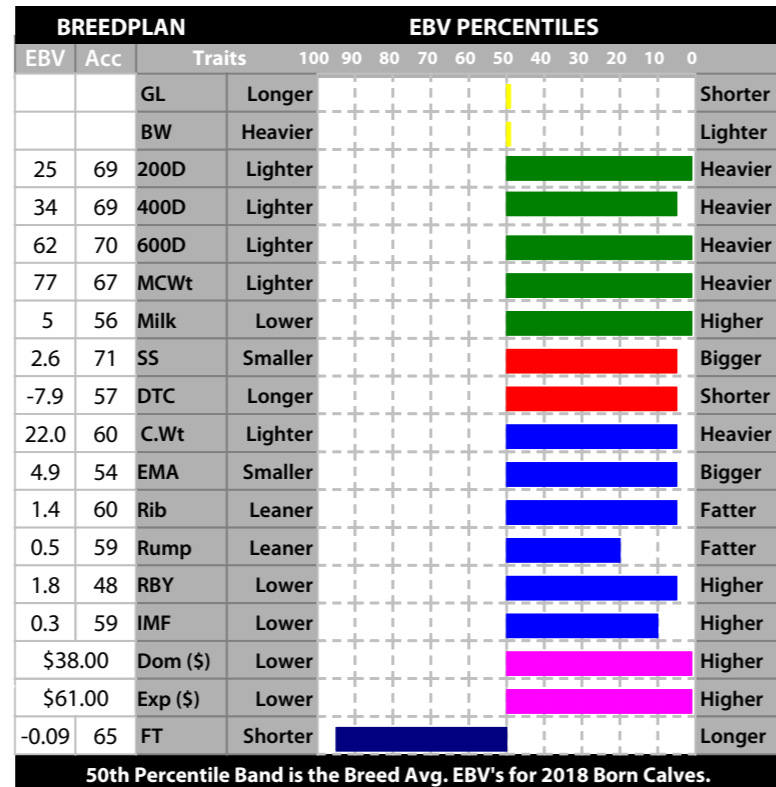 BREEDPLAN EBV PERCENTILES
EBV Acc Traits 100 90 80 70 60 50 40 30 20 10 0
GL Longer Shorter
BW Heavier Lighter
25 69 200D Lighter Heavier
34 69 400D Lighter Heavier
62 70 600D Lighter Heavier
77 67 MCWt Lighter Heavier
5 56 Milk Lower Higher
2.6 71 SS Smaller Bigger
-7.9 57 DTC Longer Shorter
22.0 60 C.Wt Lighter Heavier
4.9 54 EMA Smaller Bigger
1.4 60 Rib Leaner Fatter
0.5 59 Rump Leaner Fatter
1.8 48 RBY Lower Higher
0.3 59 IMF Lower Higher
$38.00 Dom ($) Lower Higher
$61.00 Exp ($) Lower Higher
-0.09 65 FT Shorter Longer
50th Percentile Band is the Breed Avg. EBV's for 2018 Born Calves.